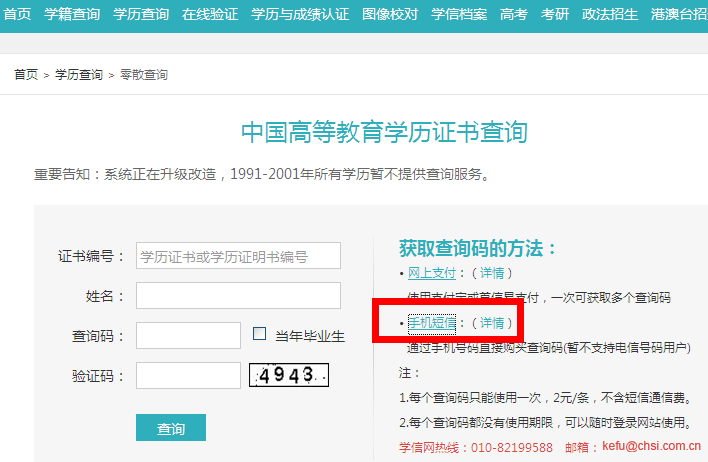 首页 学籍查询 学历查询 在线验证 学历与成绩认证 图像校对 学信档案 高考 考研 政法招生 港澳台招
首页 > 学历查询 > 零散查询
中国高等教育学历证书查询
重要告知：系统正在升级改造，1991-2001年所有学历暂不提供查询服务。
证书编号： 学历证书或学历证明书编号
姓名：
查询码： 当年毕业生
验证码： 4943
查询
获取查询码的方法：
• 网上支付：（详情）
使用支付宝或首信易支付，一次可获取多个查询码
• 手机短信：（详情）
通过手机号码直接购买查询码(暂不支持电信号码用户)
注：
1.每个查询码只能使用一次，2元/条，不含短信通信费。
2.每个查询码都没有使用期限，可以随时登录网站使用。
学信网热线：010-82199588 邮箱：kefu@chsi.com.cn